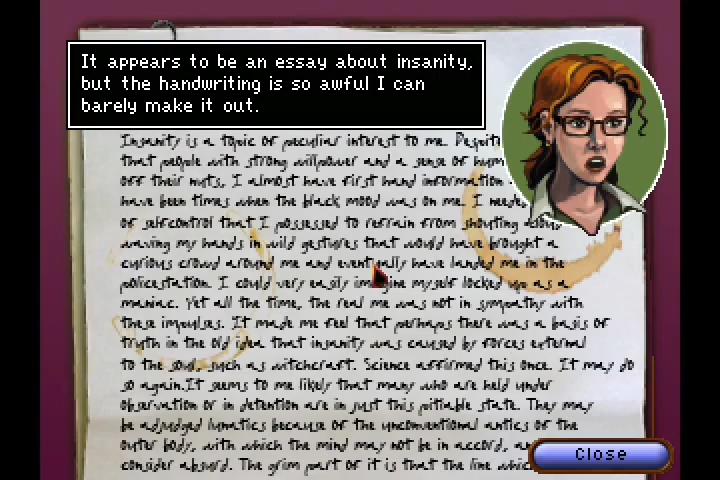 It appears to be an essay about insanity,
but the handwriting is so awful I can
barely make it out.
Insanity is a topic of peculiar interest to me. Despite
that people with strong willpower and a sense of
off their nuts, I almost have first hand information
have been times when the black mood was on me. I
of selfcontrol that I possessed to refrain from shouting
waving my hands in wild gestures that would have brought a
curious crowd around me and eventually have landed me in the
policestation. I could very easily imagine myself locked up as a
maniac. Yet all the time, the real me was not in sympathy with
these impulses. It made me feel that perhaps there was a basis of
truth in the old idea that insanity was caused by forces external
to the soul, such as witchcraft. Science affirmed this once. It may do
so again.It seems to me likely that many who are held under
observation or in detention are in just this pitiable state. They may
be adjudged lunatics because of the unconventional antics of the
outer body, with which the mind may not be in accord,
consider absurd. The grim part of it is that the line
Close